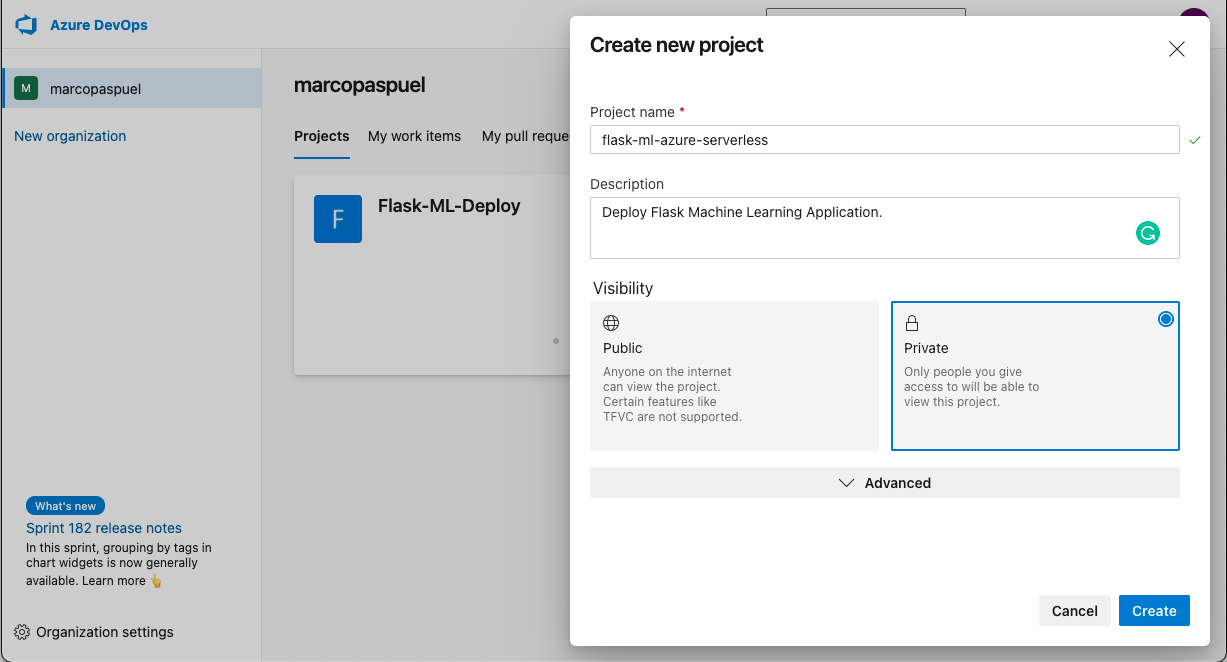 Azure DevOps
M
marcopaspuel
New organization
What's new
Sprint 182 release notes
In this sprint, grouping by tags in
chart widgets is now generally
available. Learn more 👆
Organization settings
marcopaspuel
Projects
My work items
My pull reque
F
Flask-ML-Deploy
Create new project
Project name *
flask-ml-azure-serverless
Description
Deploy Flask Machine Learning Application.
Visibility
Public
Anyone on the internet
can view the project.
Certain features like
TFVC are not supported.
Private
Only people you give
access to will be able to
view this project.
Advanced
Cancel
Create